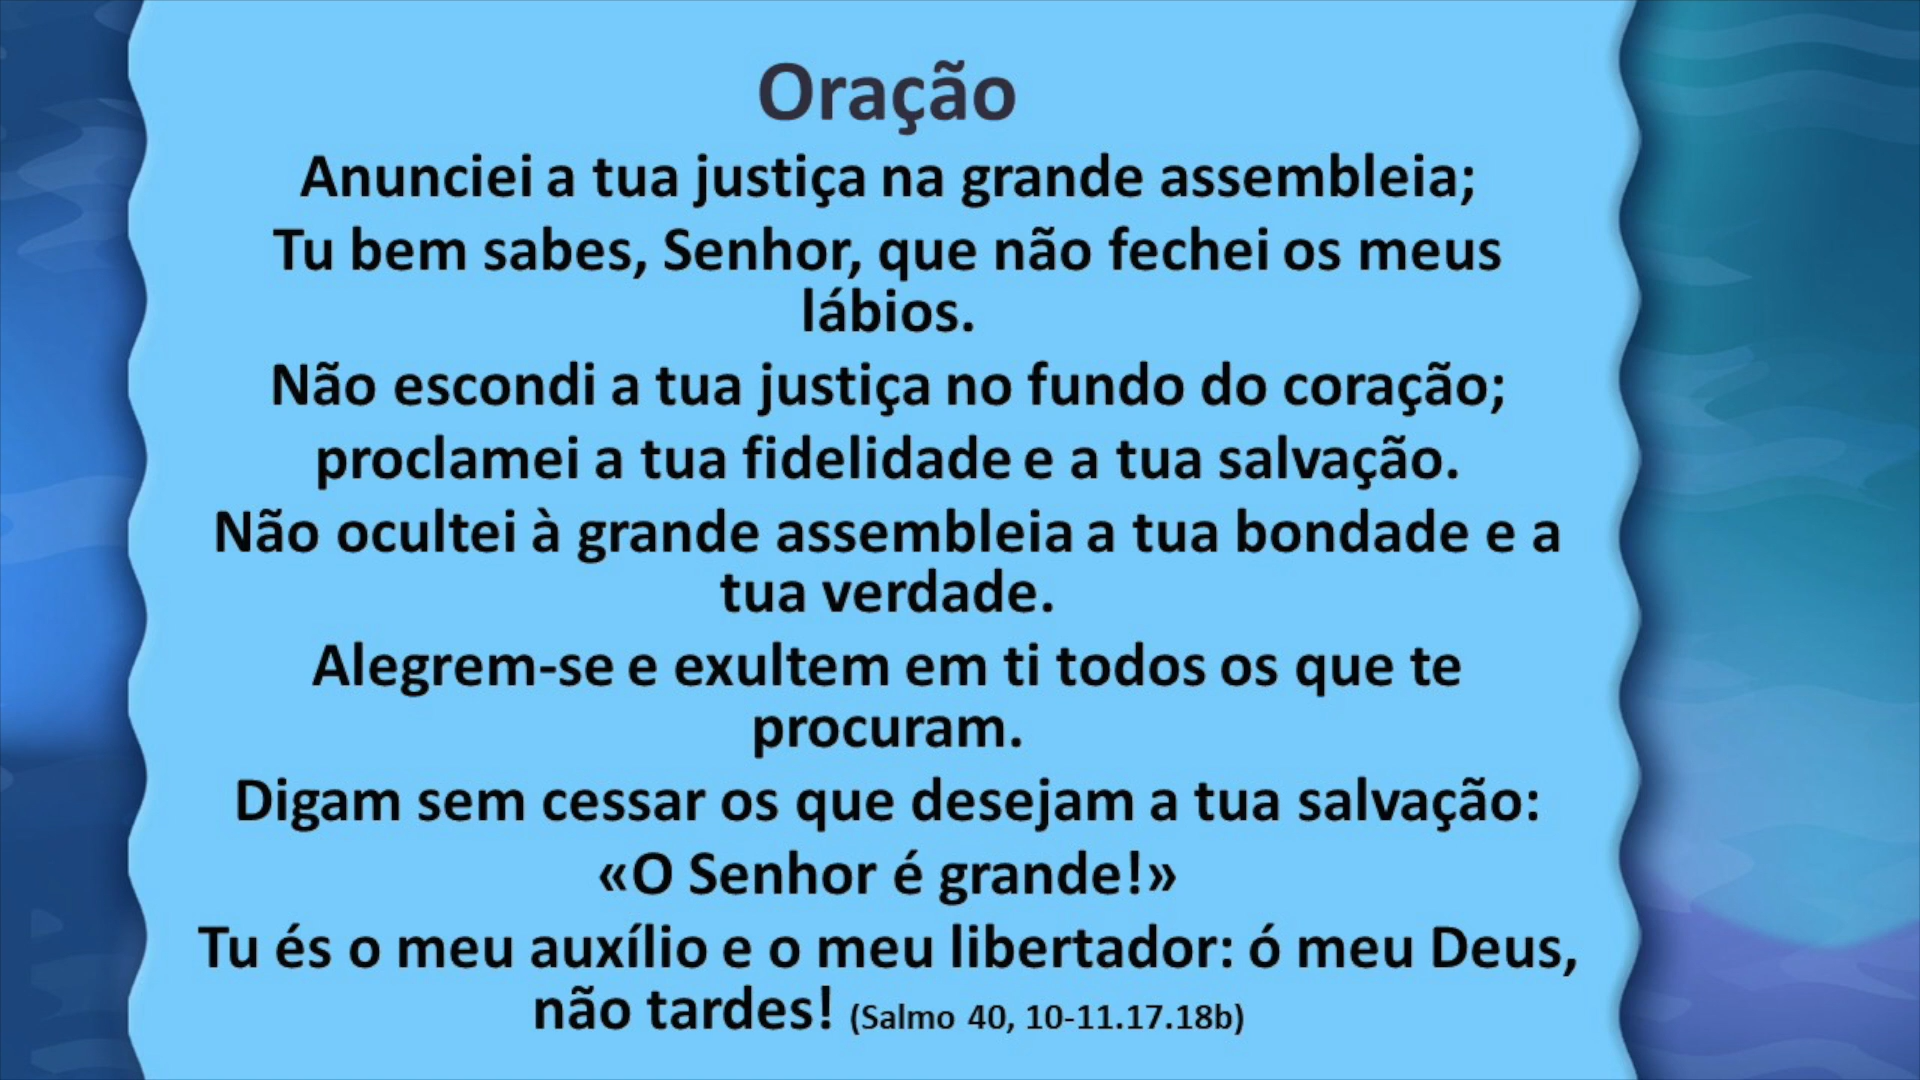 Oração
Anunciei a tua justiça na grande assembleia;
Tu bem sabes, Senhor, que não fechei os meus
lábios.
Não escondi a tua justiça no fundo do coração;
proclamei a tua fidelidade e a tua salvação.
Não ocultei à grande assembleia a tua bondade e a
tua verdade.
Alegrem-se e exultem em ti todos os que te
procuram.
Digam sem cessar os que desejam a tua salvação:
«O Senhor é grande!»
Tu és o meu auxílio e o meu libertador: ó meu Deus,
não tardes! (Salmo 40, 10-11.17.18b)